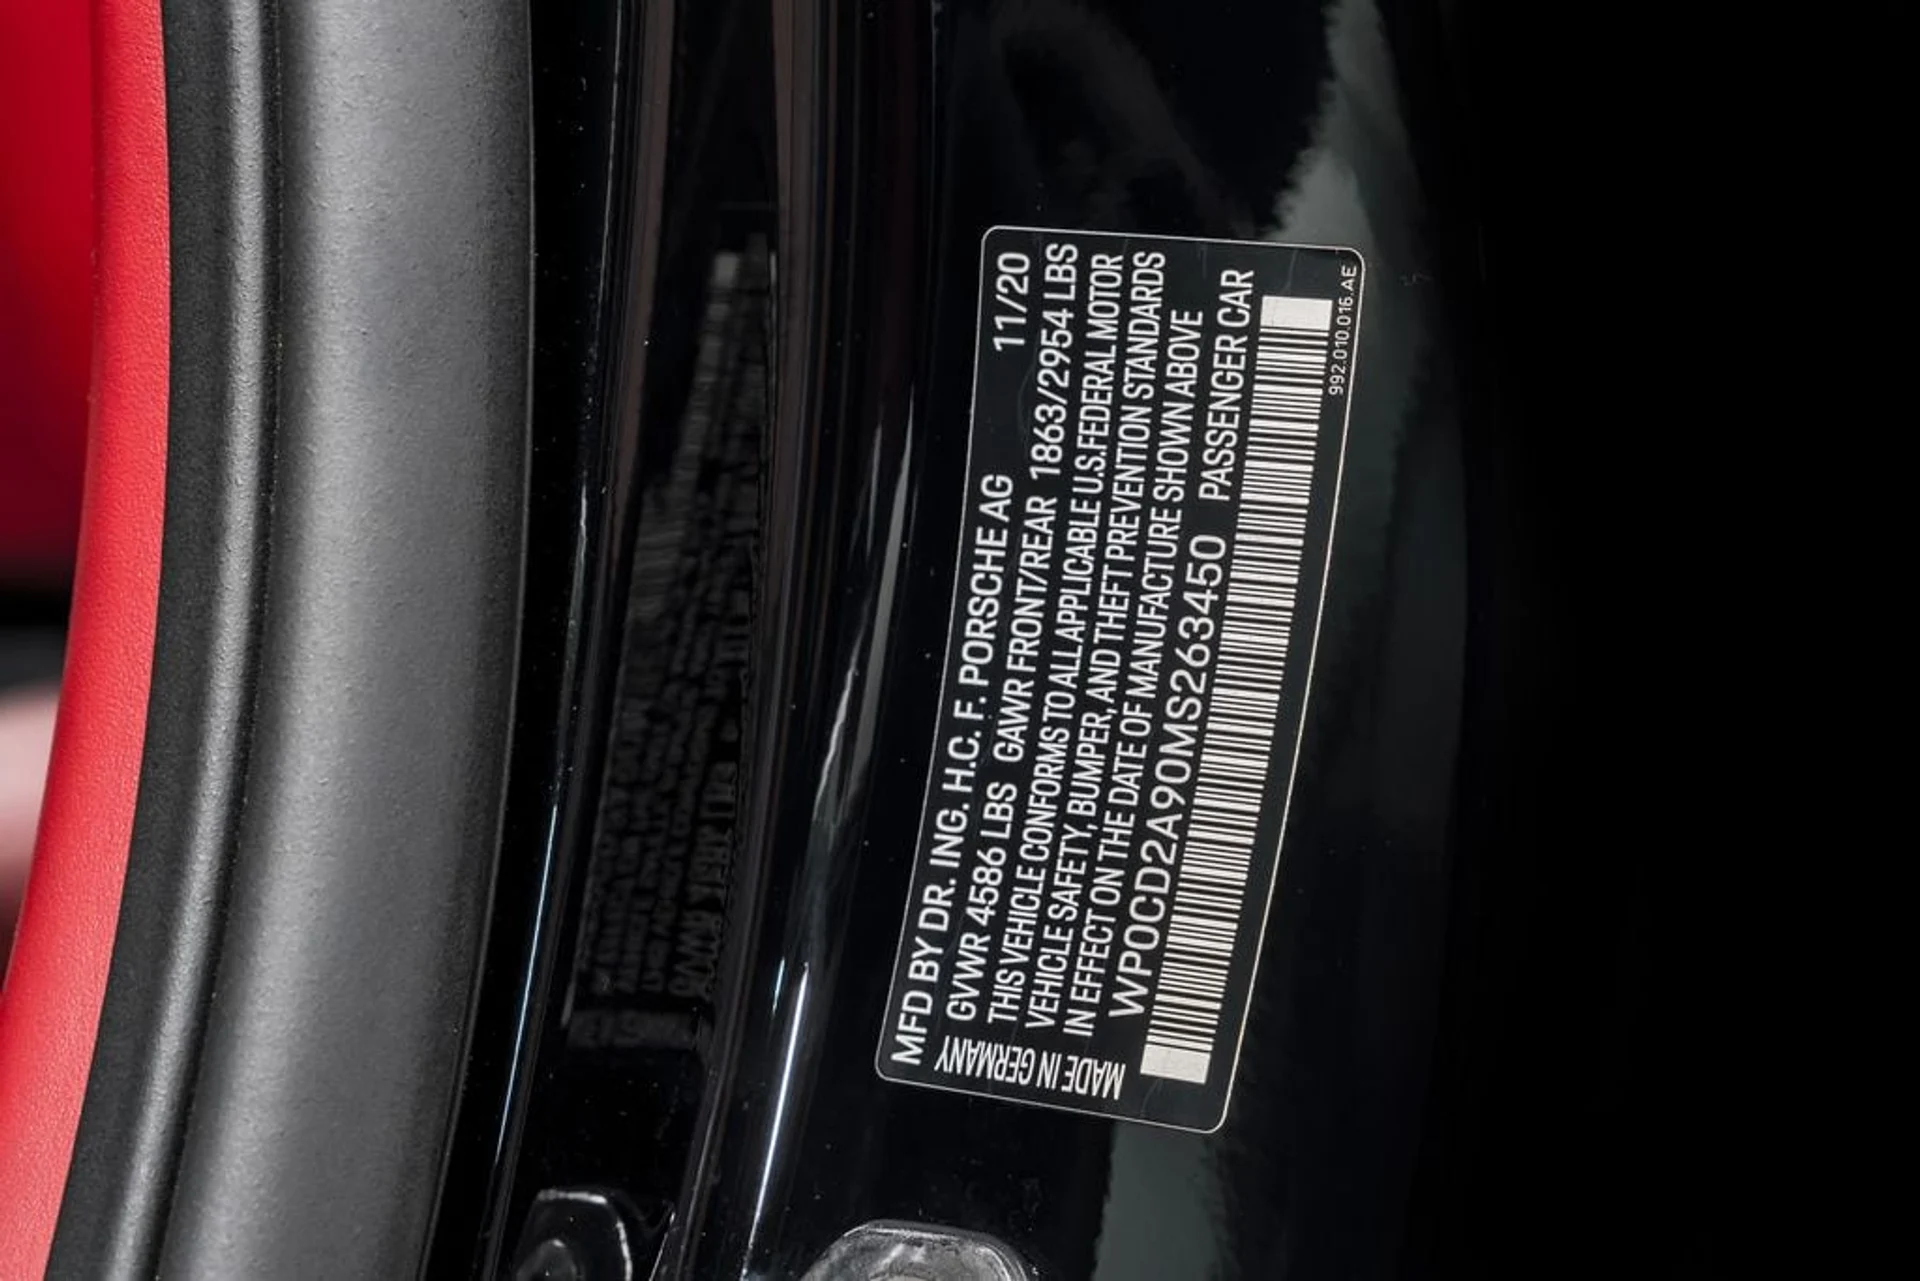 MFD BY DR. ING. H.C. F. PORSCHE AG 11/20
GVWR 4586 LBS GAWR FRONT/REAR 1863/2954 LBS
THIS VEHICLE CONFORMS TO ALL APPLICABLE U.S. FEDERAL MOTOR
VEHICLE SAFETY, BUMPER, AND THEFT PREVENTION STANDARDS
IN EFFECT ON THE DATE OF MANUFACTURE SHOWN ABOVE
WP0CD2A90MS263450 PASSENGER CAR
MADE IN GERMANY
992.010.016.AE